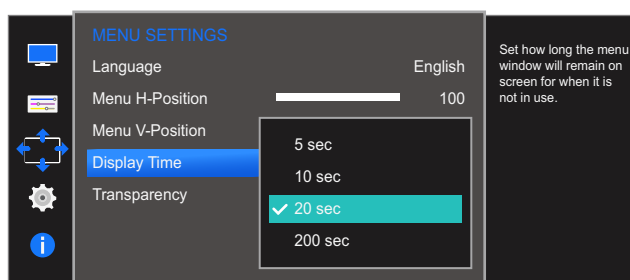 MENU SETTINGS
Language English
Menu H-Position 100
Menu V-Position
Display Time
Transparency
5 sec
10 sec
20 sec
200 sec
Set how long the menu
window will remain on
screen for when it is
not in use.